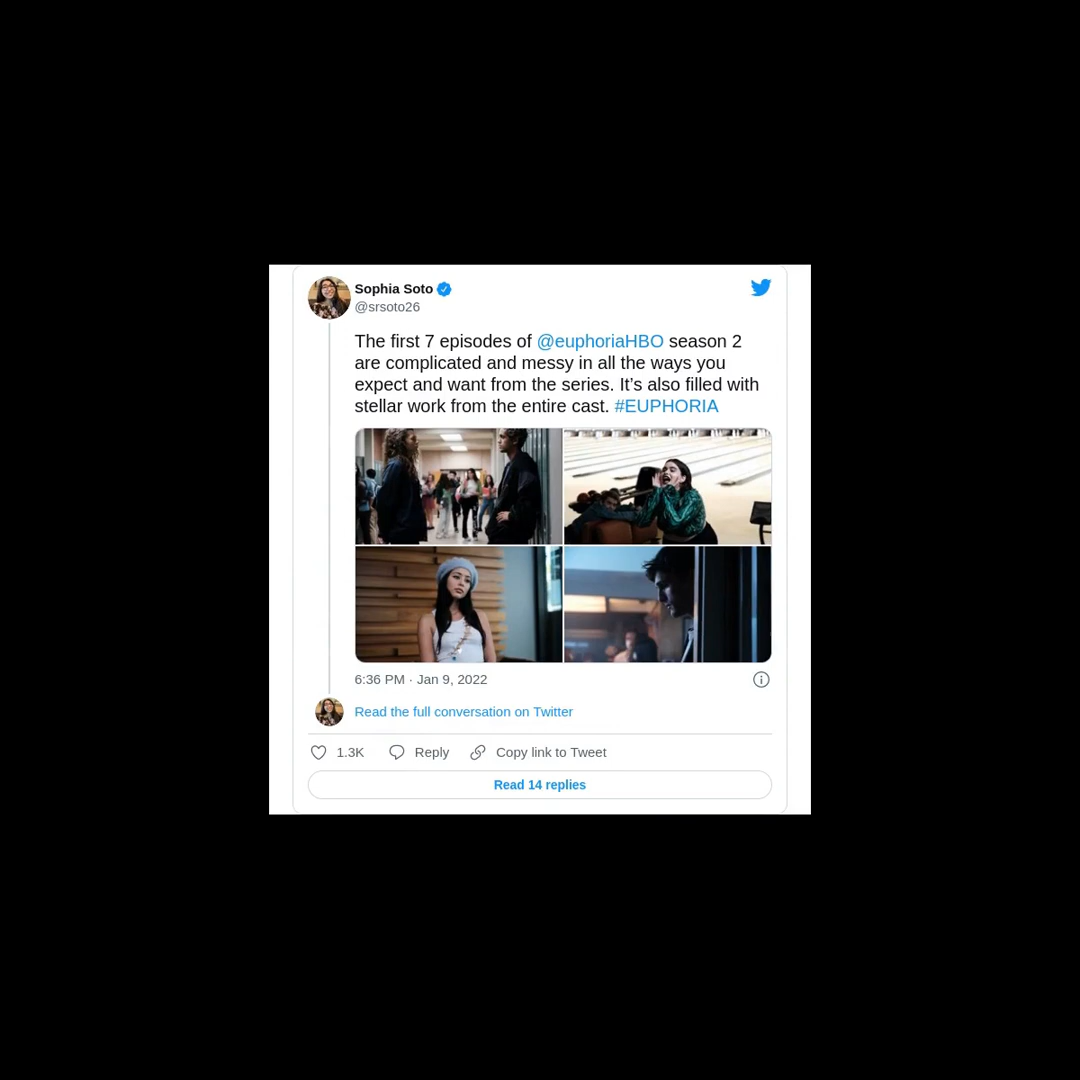 Sophia Soto
@srsoto26
The first 7 episodes of @euphoriaHBO season 2
are complicated and messy in all the ways you
expect and want from the series. It’s also filled with
stellar work from the entire cast. #EUPHORIA
6:36 PM · Jan 9, 2022
Read the full conversation on Twitter
1.3K Reply Copy link to Tweet
Read 14 replies